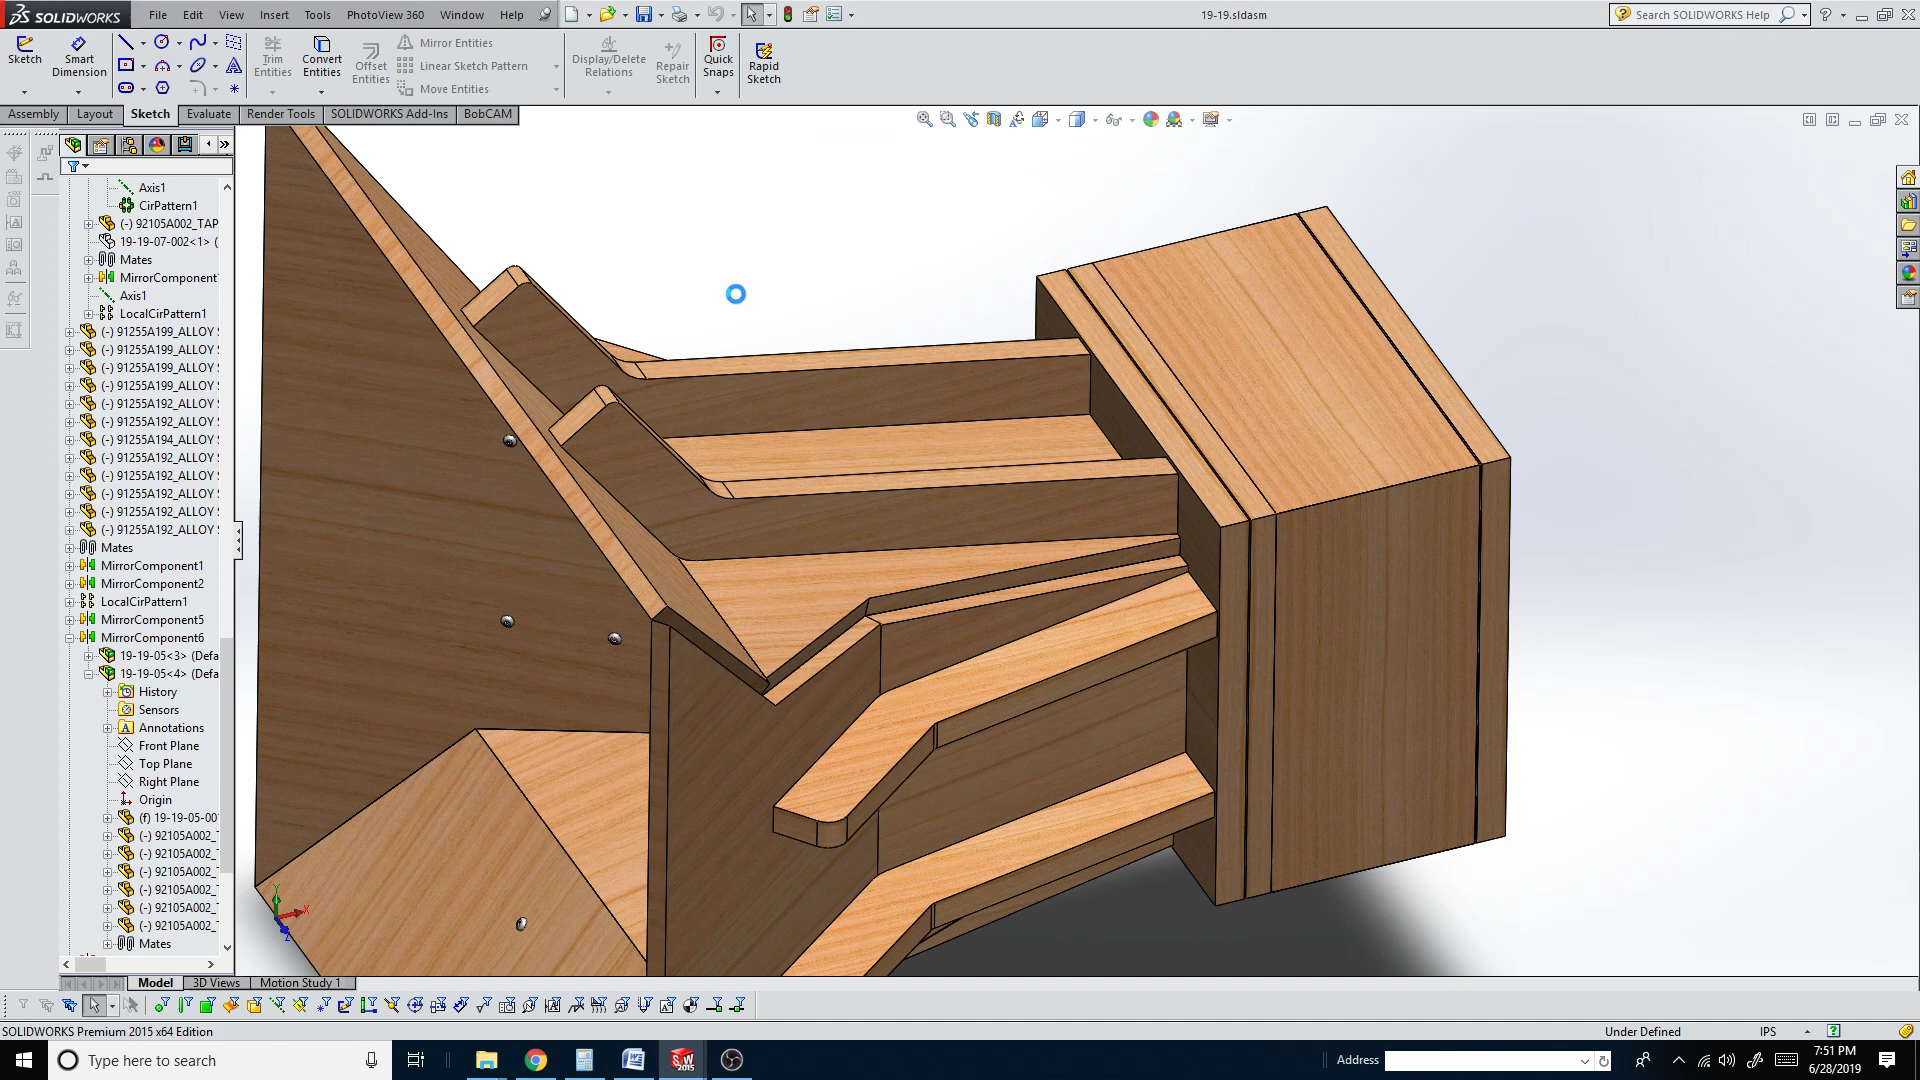 SOLIDWORKS File Edit View Insert Tools PhotoView 360 Window Help 19-19.sldasm Search SOLIDWORKS Help
Sketch Smart Dimension Trim Entities Convert Entities Offset Entities Mirror Entities Linear Sketch Pattern Move Entities Display/Delete Relations Repair Sketch Quick Snaps Rapid Sketch
Assembly Layout Sketch Evaluate Render Tools SOLIDWORKS Add-Ins BobCAM
Axis1
CirPattern1
(-) 92105A002_TAP
19-19-07-002<1> (
Mates
MirrorComponent
Axis1
LocalCirPattern1
(-) 91255A199_ALLOY S
(-) 91255A199_ALLOY S
(-) 91255A199_ALLOY S
(-) 91255A199_ALLOY S
(-) 91255A192_ALLOY S
(-) 91255A192_ALLOY S
(-) 91255A194_ALLOY S
(-) 91255A192_ALLOY S
(-) 91255A192_ALLOY S
(-) 91255A192_ALLOY S
(-) 91255A192_ALLOY S
(-) 91255A192_ALLOY S
Mates
MirrorComponent1
MirrorComponent2
LocalCirPattern1
MirrorComponent5
MirrorComponent6
19-19-05<3> (Defa
19-19-05<4> (Defa
History
Sensors
Annotations
Front Plane
Top Plane
Right Plane
Origin
(f) 19-19-05-00
(-) 92105A002_
(-) 92105A002_
(-) 92105A002_
(-) 92105A002_
(-) 92105A002_
(-) 92105A002_
Mates
Y X Z
Model 3D Views Motion Study 1
SOLIDWORKS Premium 2015 x64 Edition Under Defined IPS
Type here to search Address 7:51 PM
6/28/2019